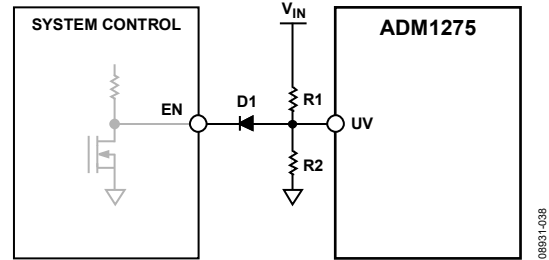 SYSTEM CONTROL
EN
D1
VIN
R1
R2
UV
ADM1275
08931-038